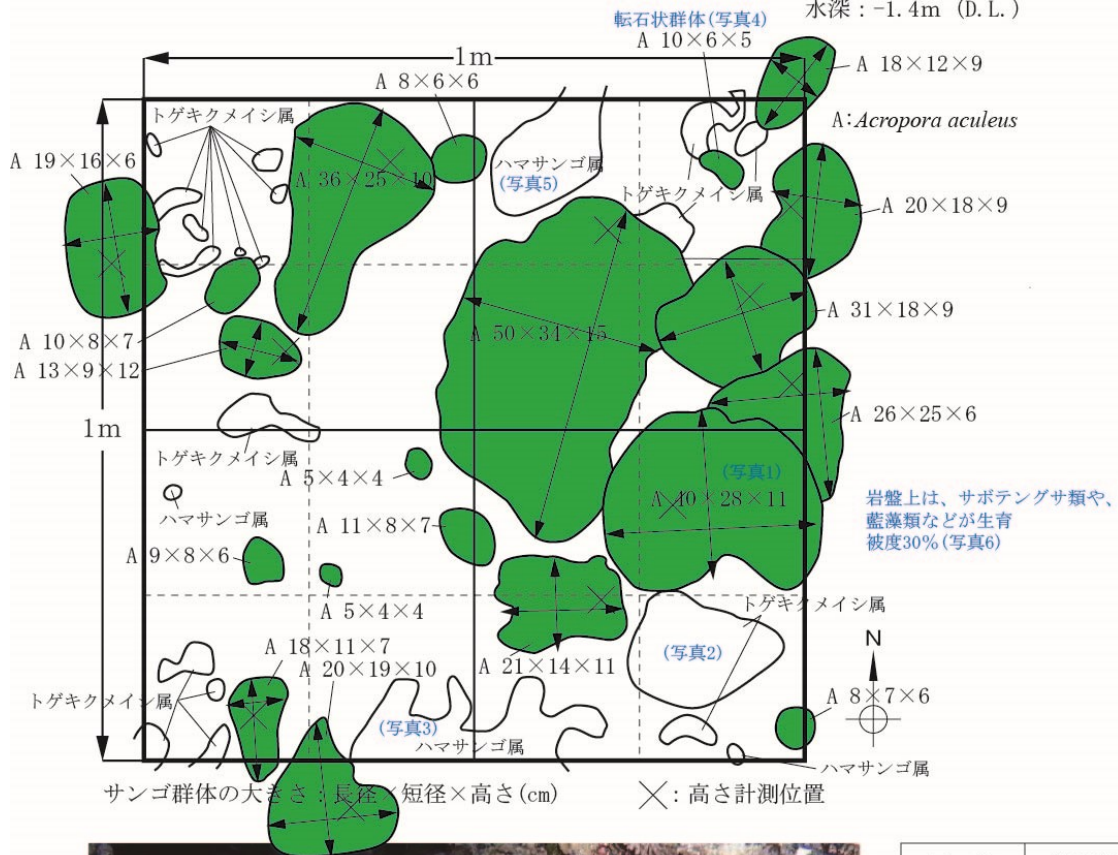 水深：-1.4m (D.L.)
転石状群体(写真4)
A 10×6×5
1m
A 8×6×6
A 18×12×9
トゲキクメイシ属
A:Acropora aculeus
A 19×16×6
ハマサンゴ属
(写真5)
A 36×25×10
トゲキクメイシ属
A 20×18×9
A 31×18×9
A 50×34×15
A 10×8×7
A 13×9×12
A 26×25×6
1m
トゲキクメイシ属
A 5×4×4
(写真1)
A 40×28×11
ハマサンゴ属
A 11×8×7
岩盤上は、サボテングサ類や、
藍藻類などが生育
被度30%(写真6)
A 9×8×6
A 5×4×4
トゲキクメイシ属
N
A 18×11×7
A 20×19×10
A 21×14×11
(写真2)
トゲキクメイシ属
A 8×7×6
(写真3)
ハマサンゴ属
ハマサンゴ属
サンゴ群体の大きさ：長径×短径×高さ(cm)
╳：高さ計測位置